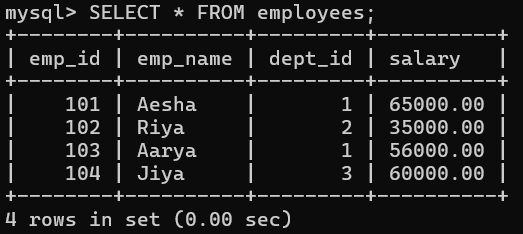 mysql> SELECT * FROM employees;
+--------+----------+---------+----------+
| emp_id | emp_name | dept_id | salary   |
+--------+----------+---------+----------+
|    101 | Aesha    |       1 | 65000.00 |
|    102 | Riya     |       2 | 35000.00 |
|    103 | Aarya    |       1 | 56000.00 |
|    104 | Jiya     |       3 | 60000.00 |
+--------+----------+---------+----------+
4 rows in set (0.00 sec)